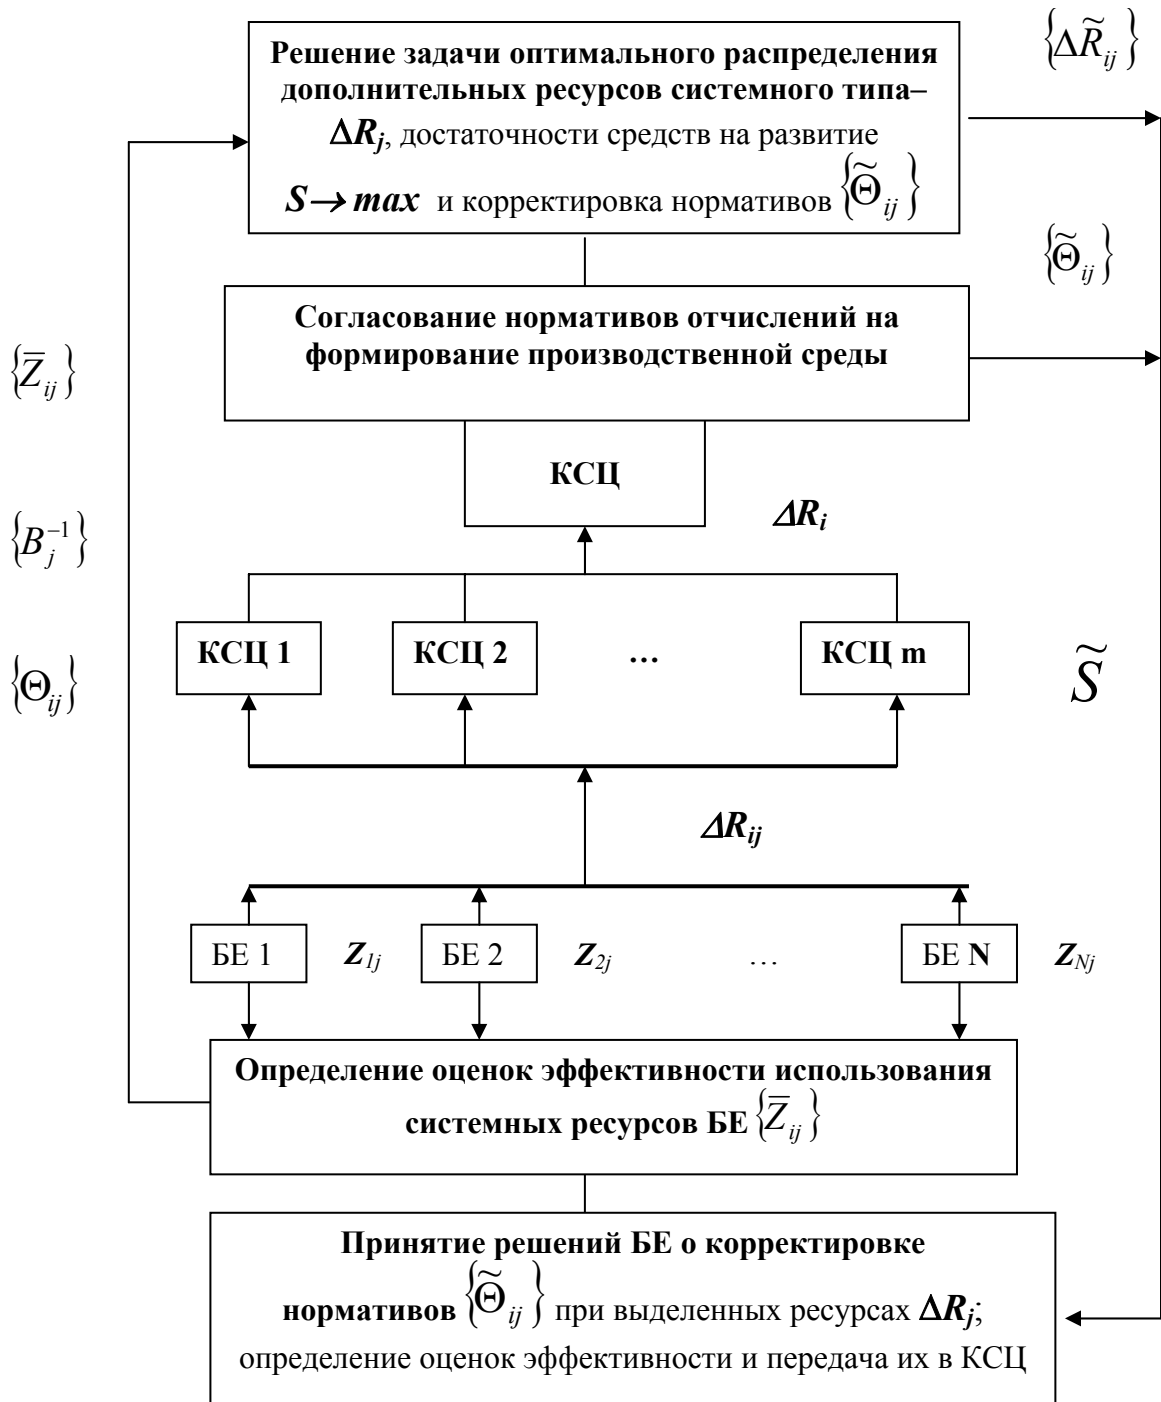 Решение задачи оптимального распределения
дополнительных ресурсов системного типа–
ΔR_j, достаточности средств на развитие
S→max и корректировка нормативов {Θ̃_ij}
{ΔR̃_ij}
{Θ̃_ij}
Согласование нормативов отчислений на
формирование производственной среды
{Z̅_ij}
КСЦ
ΔR_i
{B_j^{-1}}
КСЦ 1
КСЦ 2
...
КСЦ m
{Θ_ij}
S̃
ΔR_ij
БЕ 1
Z_1j
БЕ 2
Z_2j
...
БЕ N
Z_Nj
Определение оценок эффективности использования
системных ресурсов БЕ {Z̅_ij}
Принятие решений БЕ о корректировке
нормативов {Θ̃_ij} при выделенных ресурсах ΔR_j;
определение оценок эффективности и передача их в КСЦ